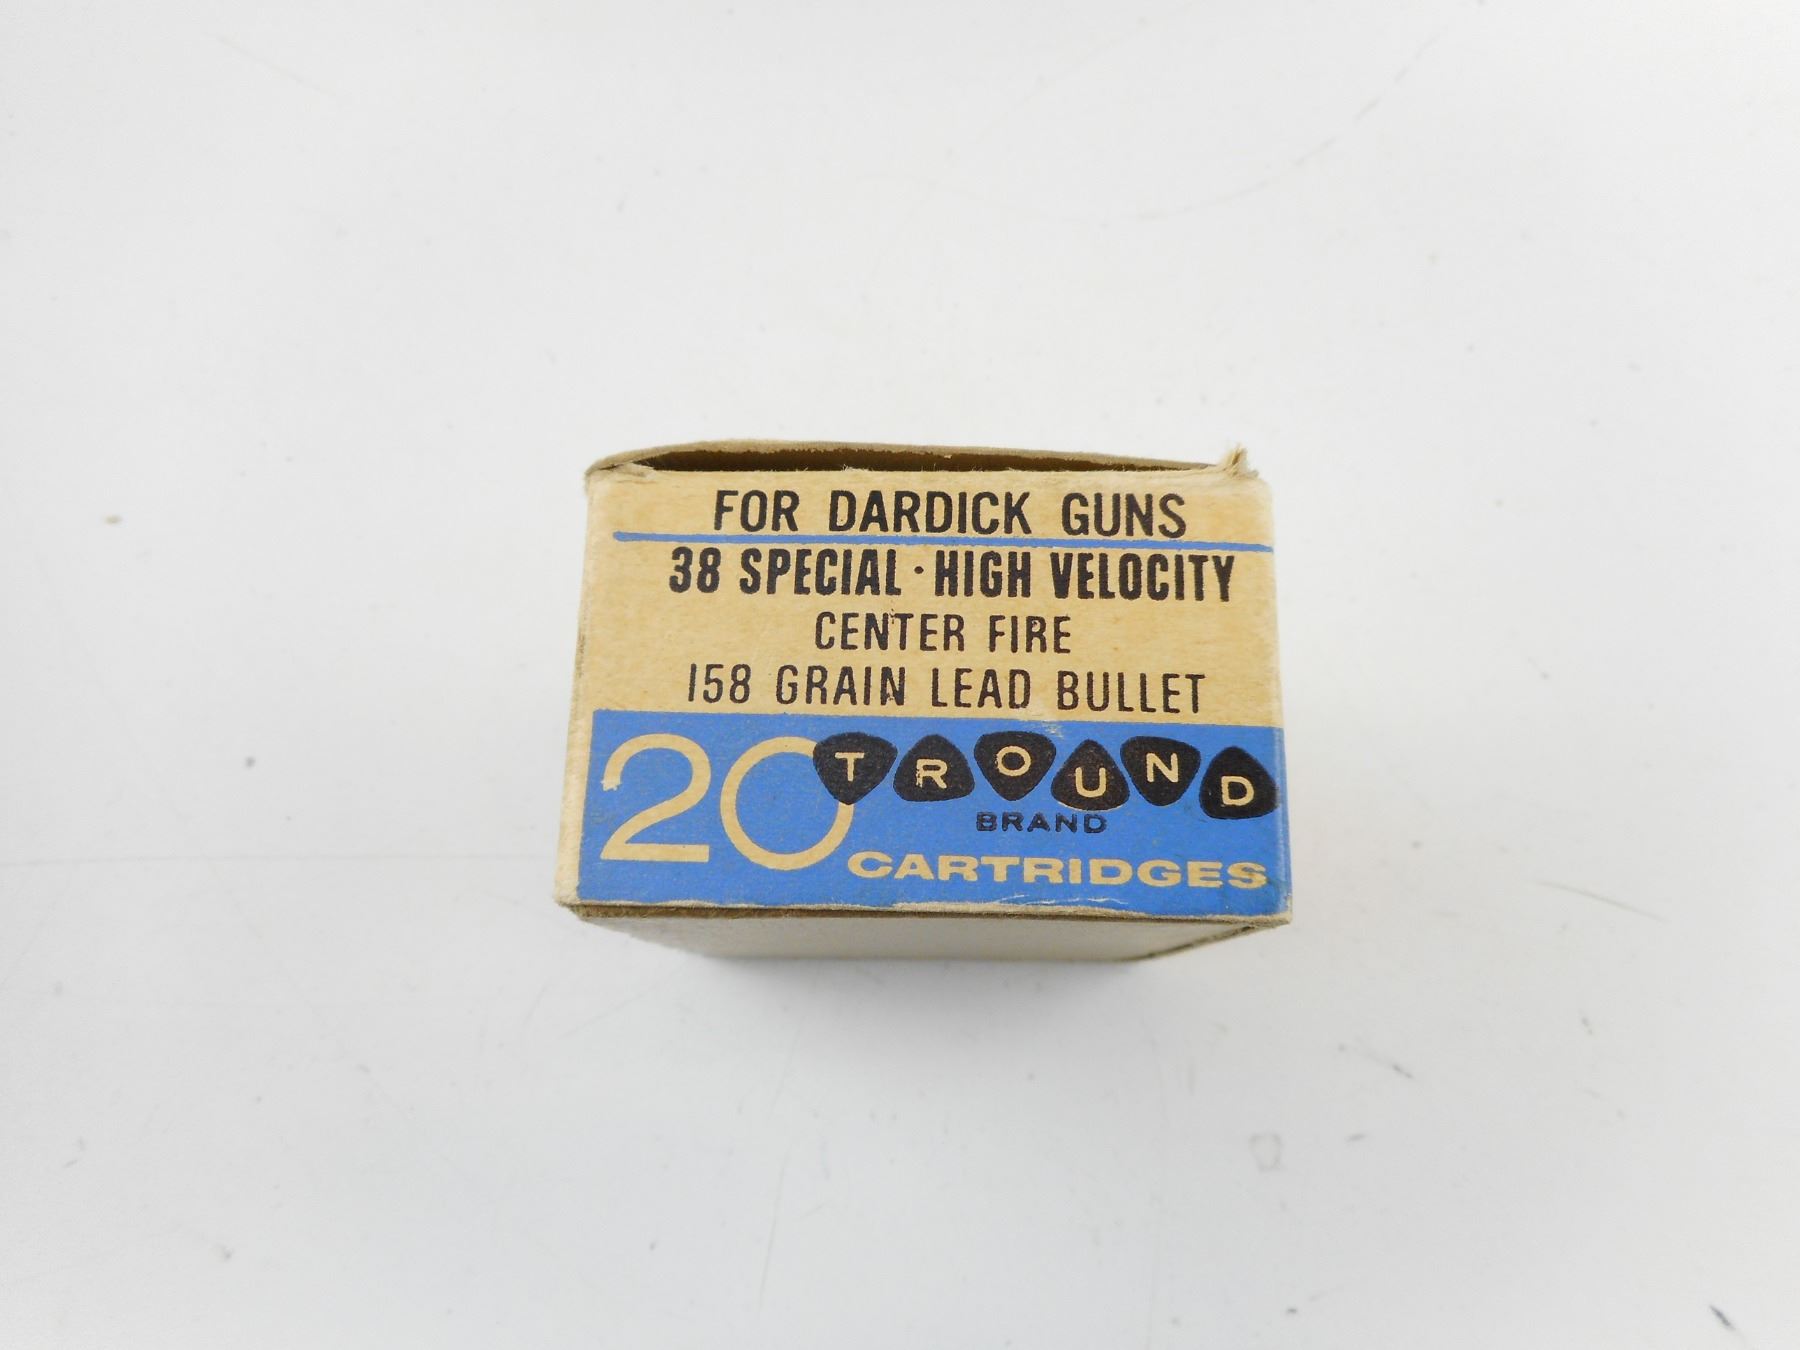 FOR DARDICK GUNS
38 SPECIAL · HIGH VELOCITY
CENTER FIRE
158 GRAIN LEAD BULLET
20 TROUND
BRAND
CARTRIDGES